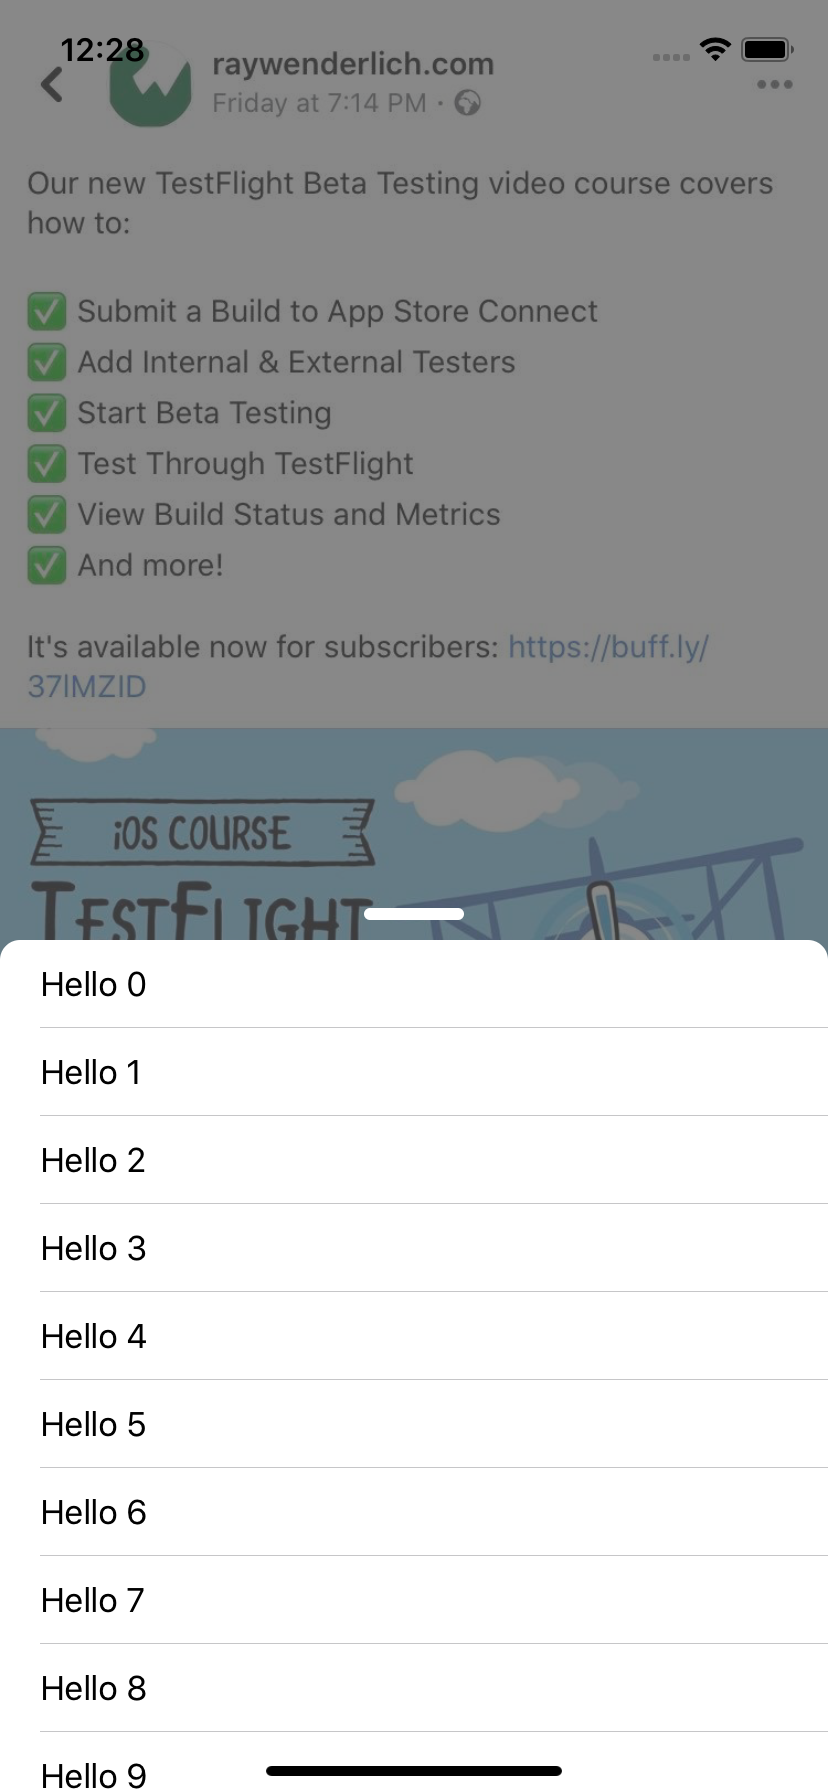 12:28
raywenderlich.com
Friday at 7:14 PM ·
Our new TestFlight Beta Testing video course covers
how to:
✅ Submit a Build to App Store Connect
✅ Add Internal & External Testers
✅ Start Beta Testing
✅ Test Through TestFlight
✅ View Build Status and Metrics
✅ And more!
It's available now for subscribers: https://buff.ly/
37lMZID
iOS COURSE
TESTFLIGHT
Hello 0
Hello 1
Hello 2
Hello 3
Hello 4
Hello 5
Hello 6
Hello 7
Hello 8
Hello 9